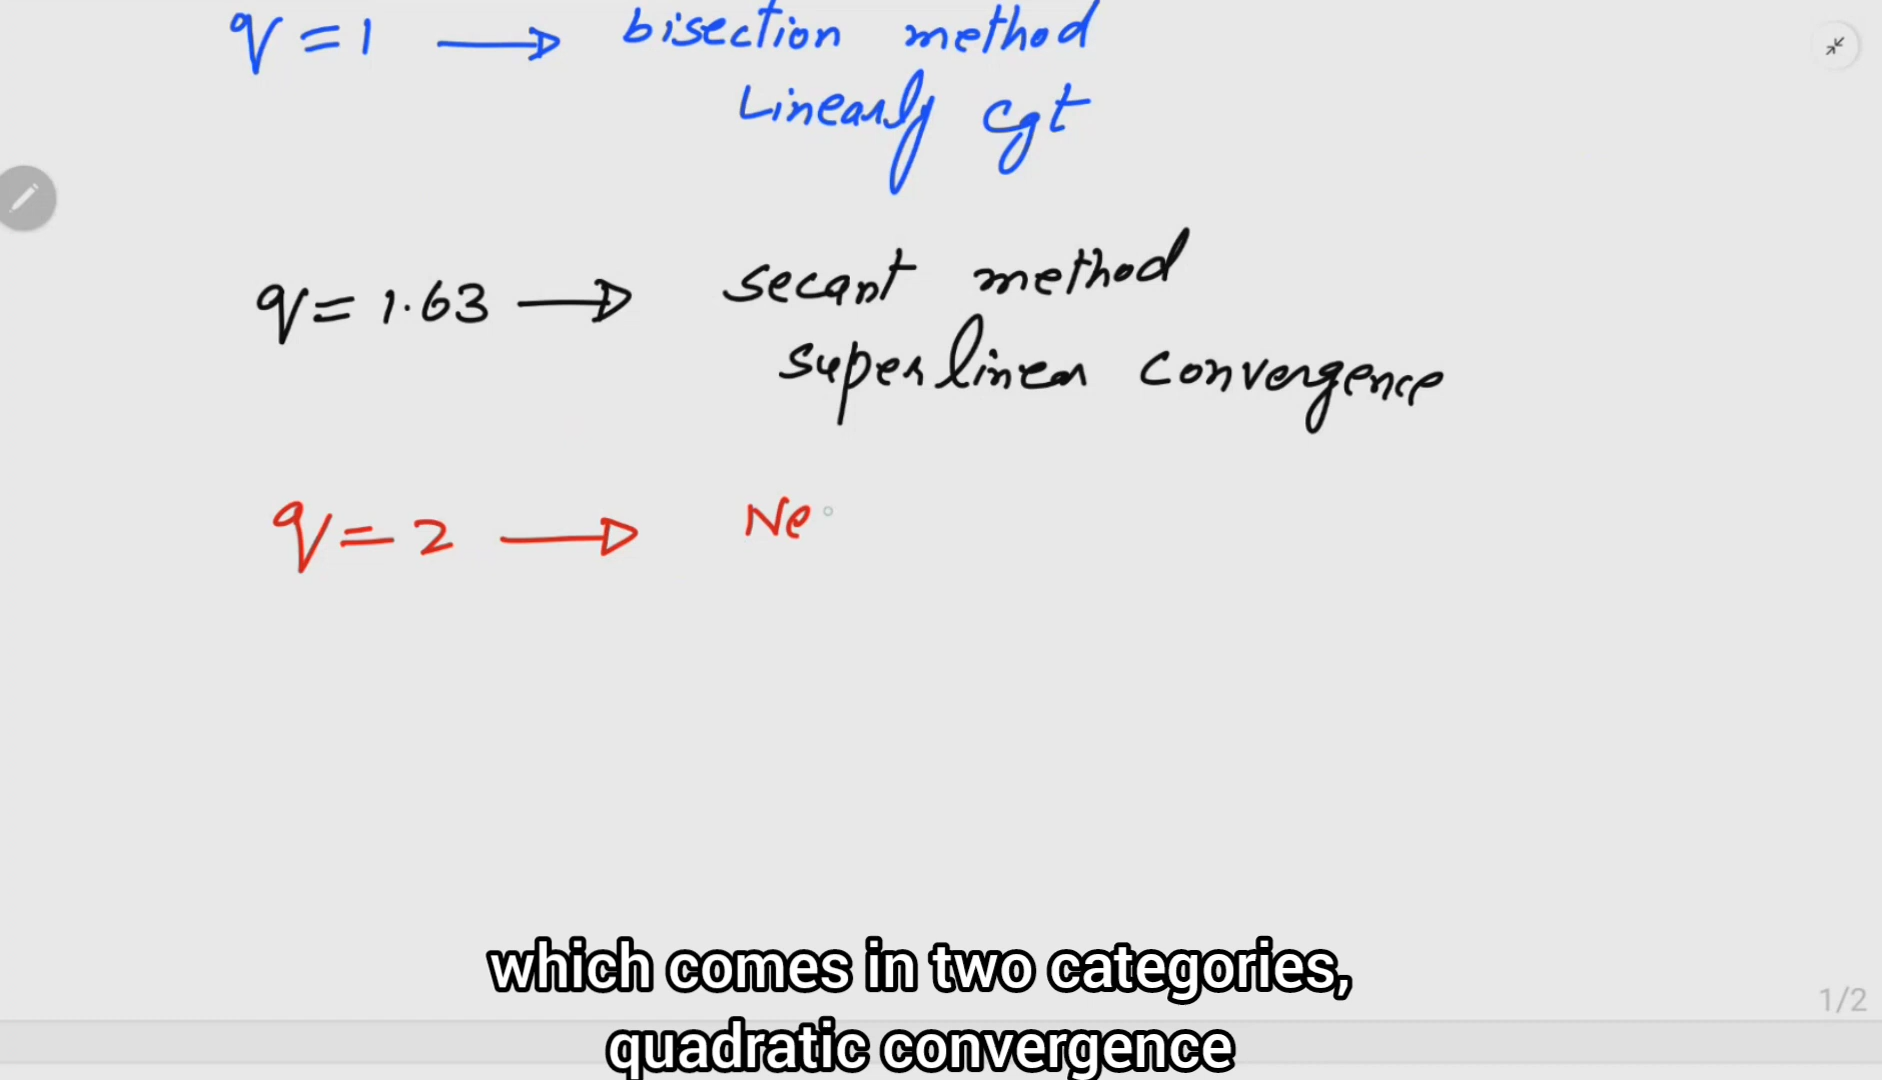 q = 1 → bisection method
Linearly cgt
q = 1.63 → secant method
superlinear convergence
q = 2 → Ne
which comes in two categories,
quadratic convergence
1/2